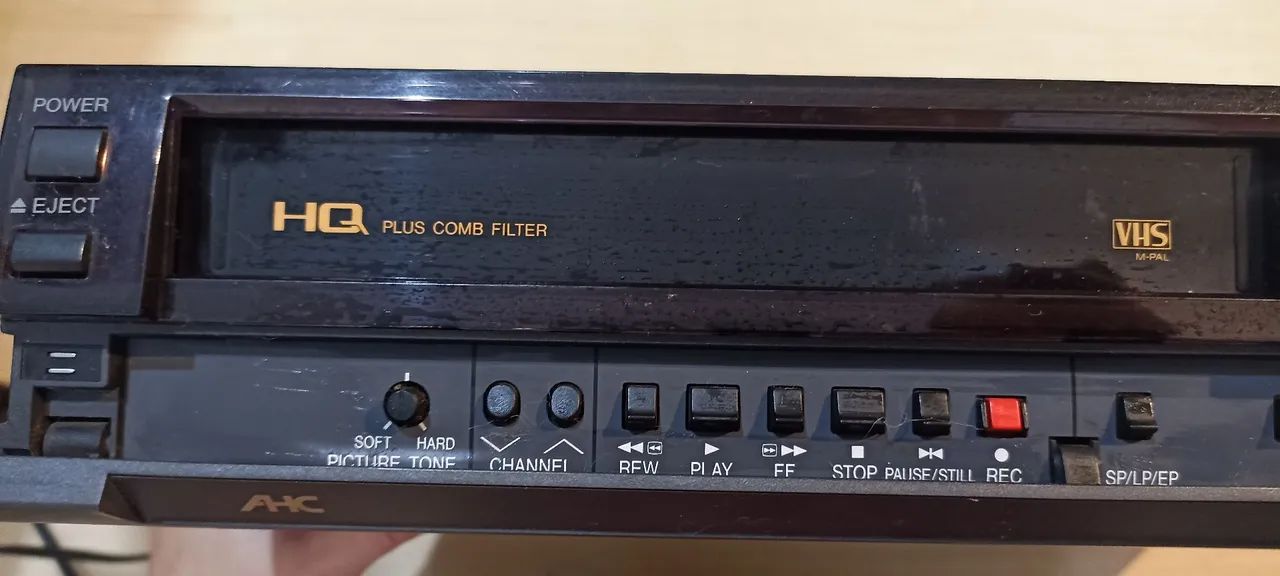 POWER
EJECT
HQ PLUS COMB FILTER
VHS
M-PAL
SOFT HARD
PICTURE TONE
CHANNEL
REW
PLAY
FF
STOP
PAUSE/STILL
REC
SP/LP/EP
AHC